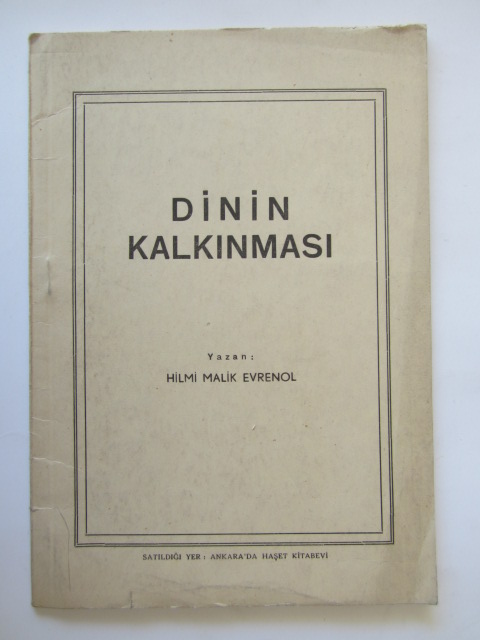 DİNİN
KALKINMASI
Yazan:
HİLMİ MALİK EVRENOL
SATILDIĞI YER: ANKARA'DA HAŞET KİTABEVİ